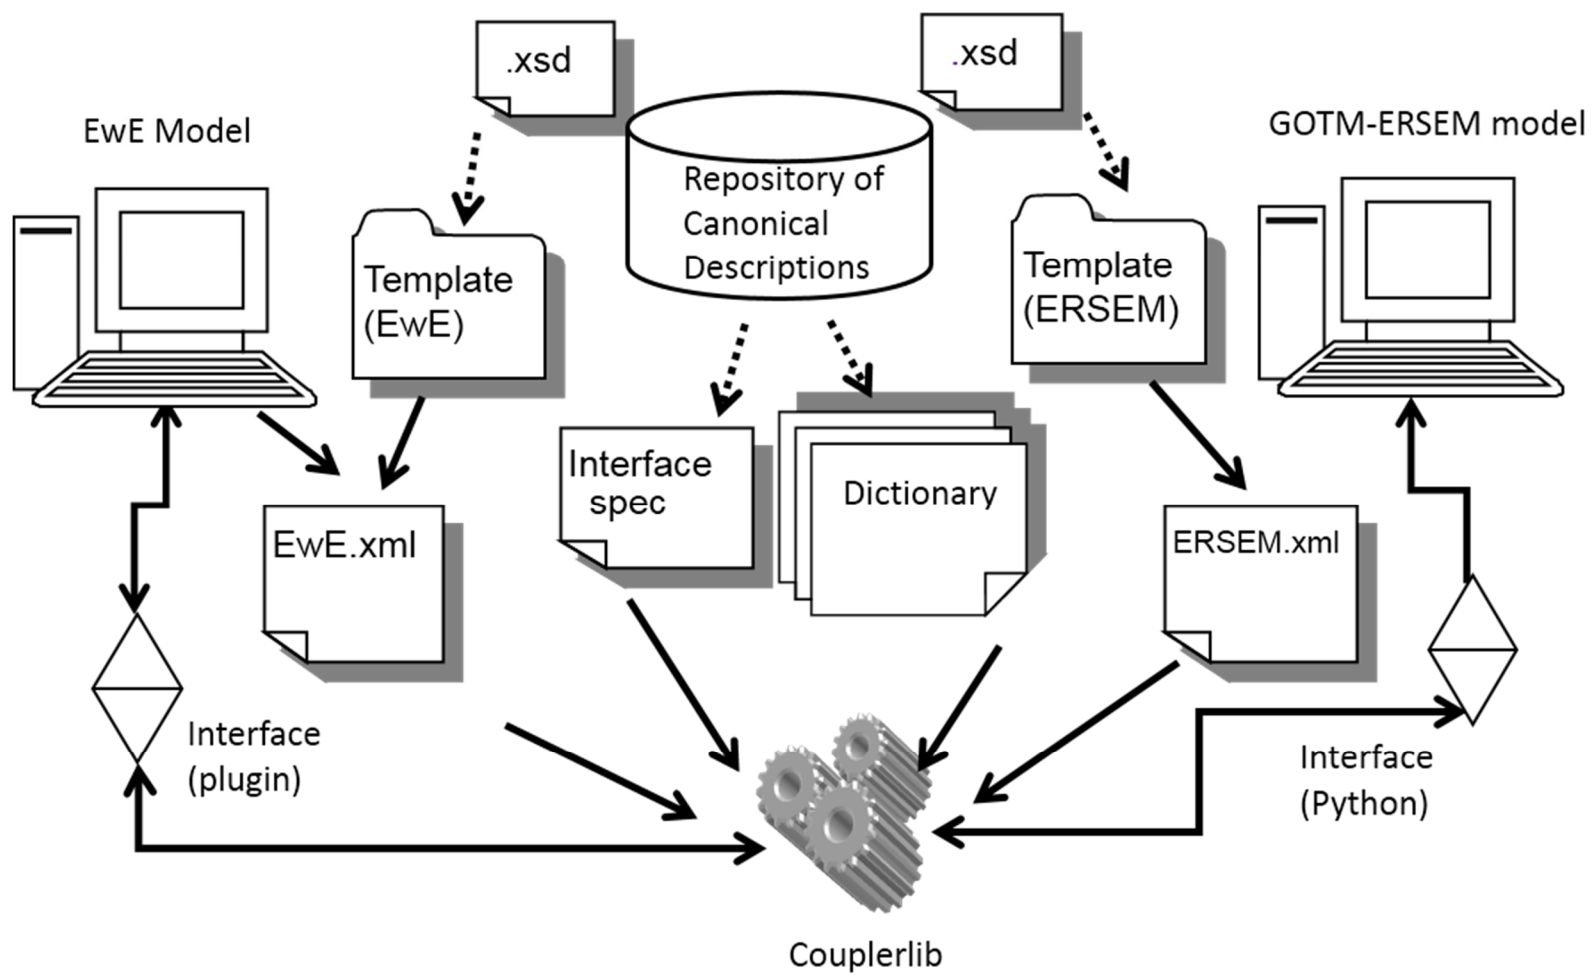 .xsd
.xsd
EwE Model
GOTM-ERSEM model
Repository of
Canonical
Descriptions
Template
(EwE)
Template
(ERSEM)
Interface
spec
Dictionary
EwE.xml
ERSEM.xml
Interface
(plugin)
Interface
(Python)
Couplerlib